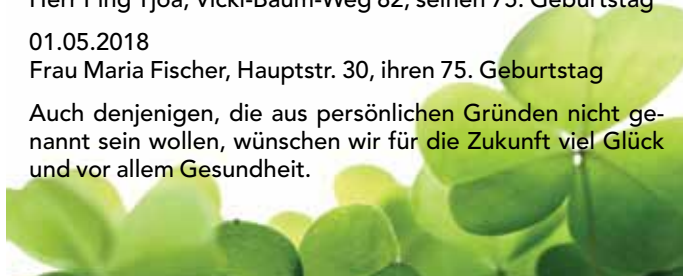 Herr Ping Tjoa, Vicki-Baum-Weg 82, seinen 75. Geburtstag
01.05.2018
Frau Maria Fischer, Hauptstr. 30, ihren 75. Geburtstag
Auch denjenigen, die aus persönlichen Gründen nicht ge-
nannt sein wollen, wünschen wir für die Zukunft viel Glück
und vor allem Gesundheit.